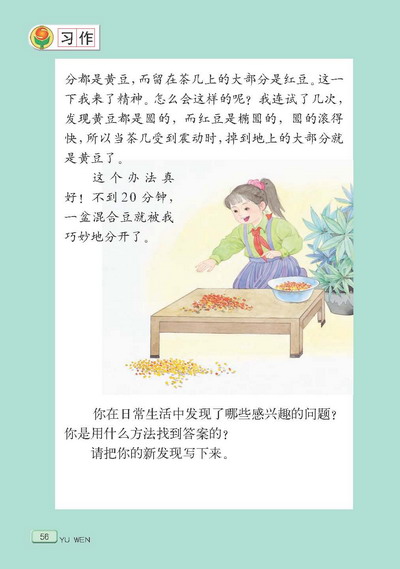 习作
分都是黄豆，而留在茶几上的大部分是红豆。这一
下我来了精神。怎么会这样的呢？我连试了几次，
发现黄豆都是圆的，而红豆是椭圆的，圆的滚得
快，所以当茶几受到震动时，掉到地上的大部分就
是黄豆了。
这个办法真
好！不到20分钟，
一盆混合豆就被我
巧妙地分开了。
你在日常生活中发现了哪些感兴趣的问题？
你是用什么方法找到答案的？
请把你的新发现写下来。
56
YU WEN